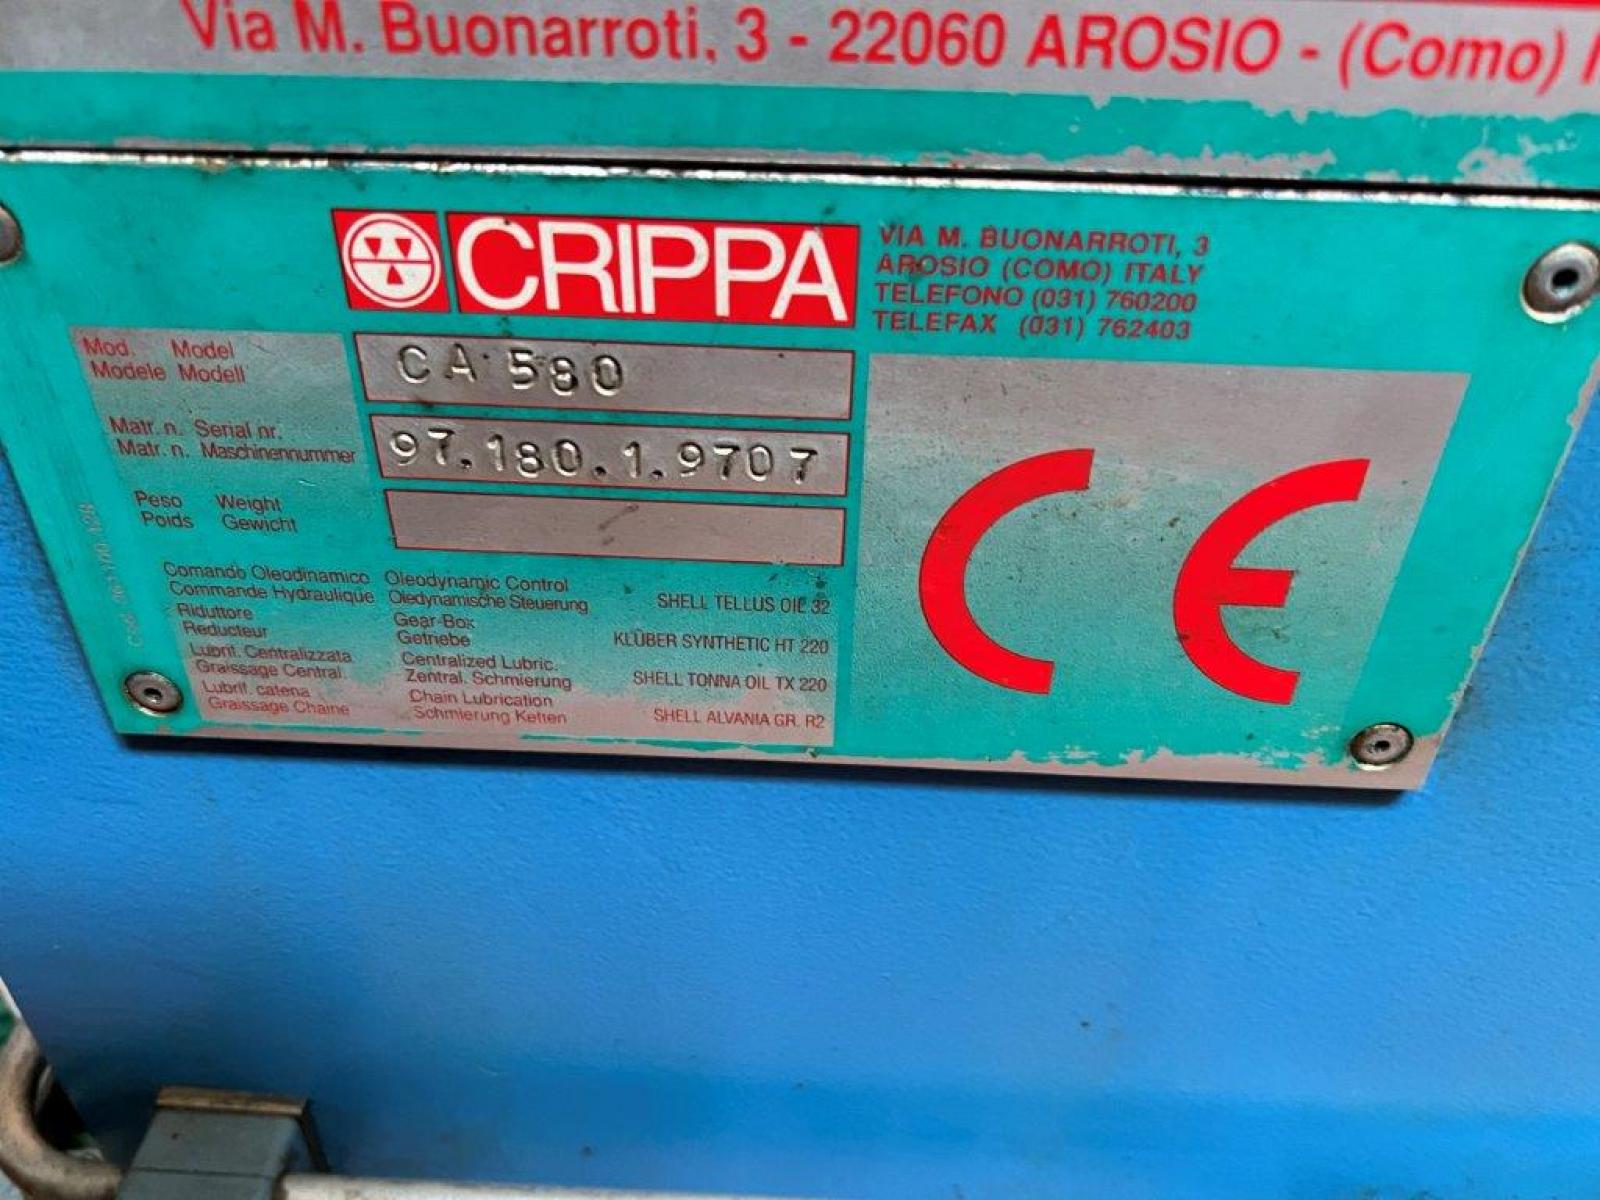 Via M. Buonarroti, 3 - 22060 AROSIO - (Como)
CRIPPA
VIA M. BUONARROTI, 3
AROSIO (COMO) ITALY
TELEFONO (031) 760200
TELEFAX (031) 762403
Mod. Model
Modele Modell
CA 580
Matr. n. Serial nr.
Matr. n. Maschinennummer
97.180.1.9707
Peso Weight
Poids Gewicht
Comando Oleodinamico Oleodynamic Control
Commande Hydraulique Oledynamische Steuerung SHELL TELLUS OIL 32
Riduttore Gear-Box
Reducteur Getriebe KLÜBER SYNTHETIC HT 220
Lubrif. Centralizzata Centralized Lubric.
Graissage Central. Zentral. Schmierung SHELL TONNA OIL TX 220
Lubrif. catena Chain Lubrication
Graissage Chaine Schmierung Ketten SHELL ALVANIA GR. R2
CE